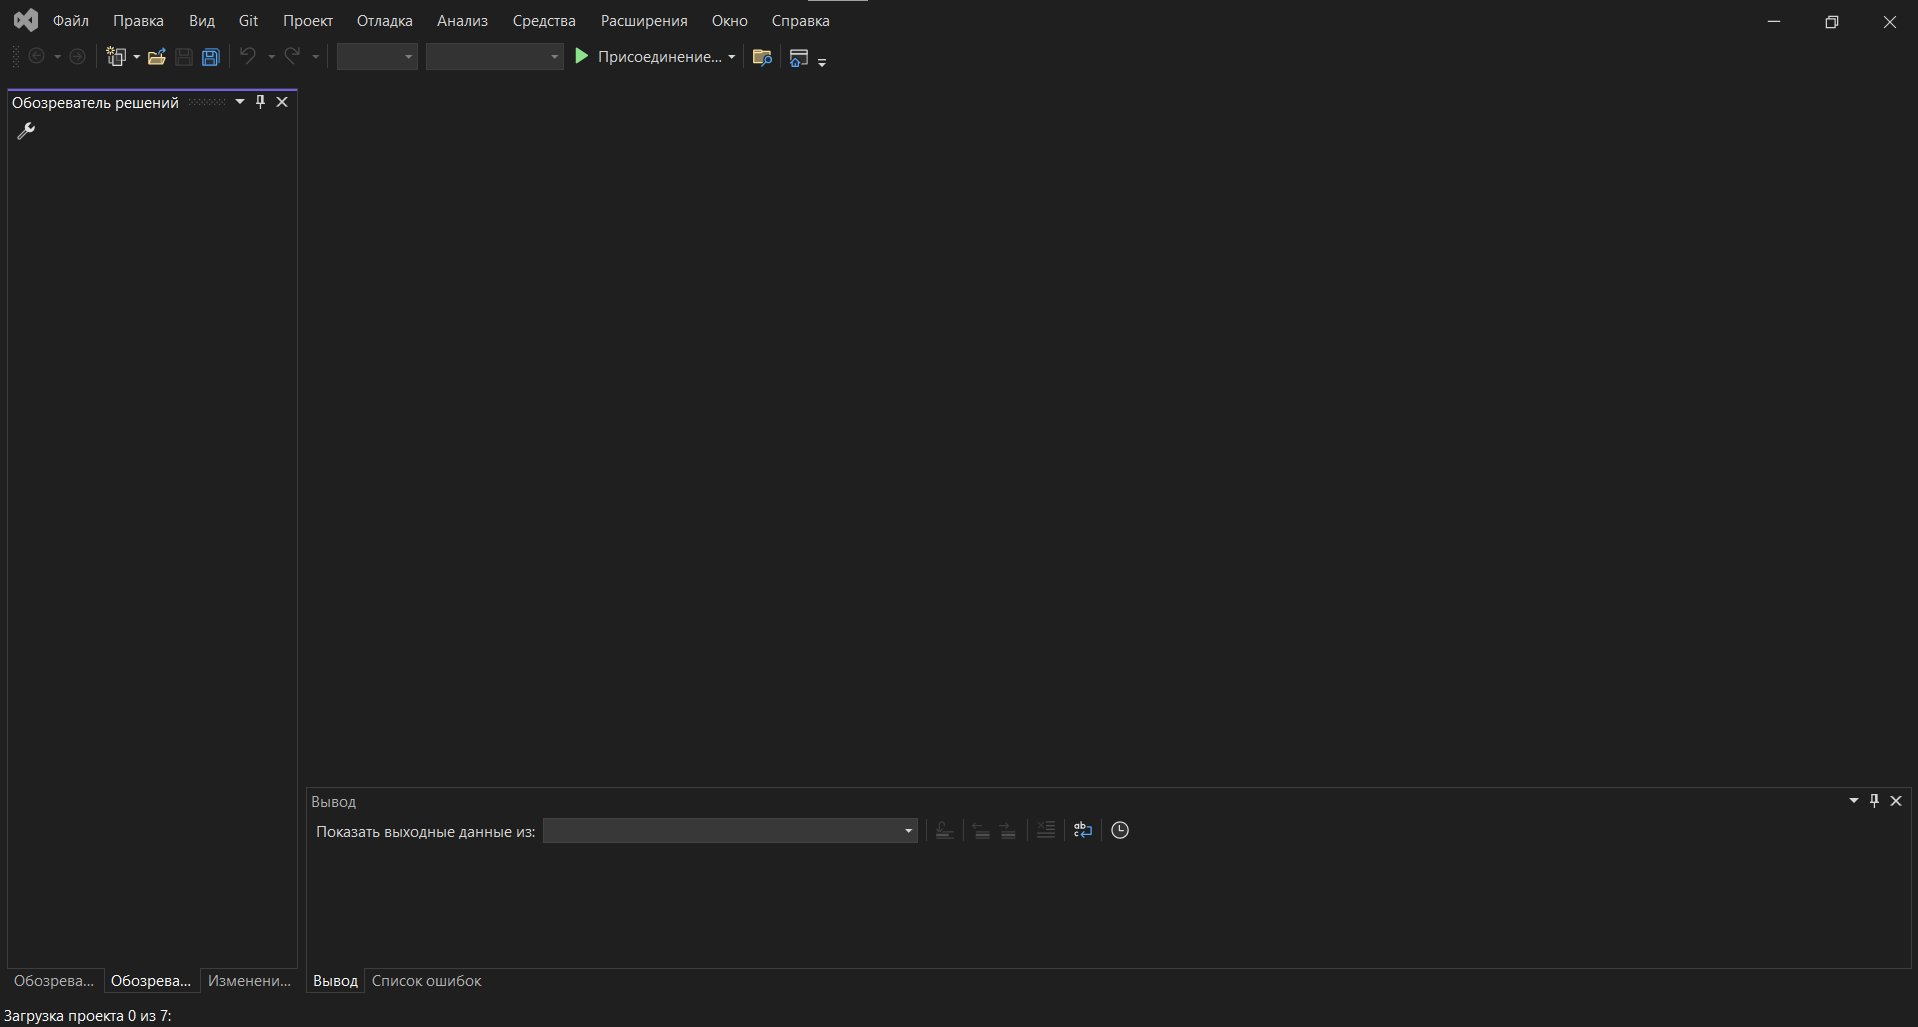 Файл Правка Вид Git Проект Отладка Анализ Средства Расширения Окно Справка
Присоединение...
Обозреватель решений
Вывод
Показать выходные данные из:
Обозрева... Обозрева... Изменени...
Вывод Список ошибок
Загрузка проекта 0 из 7: